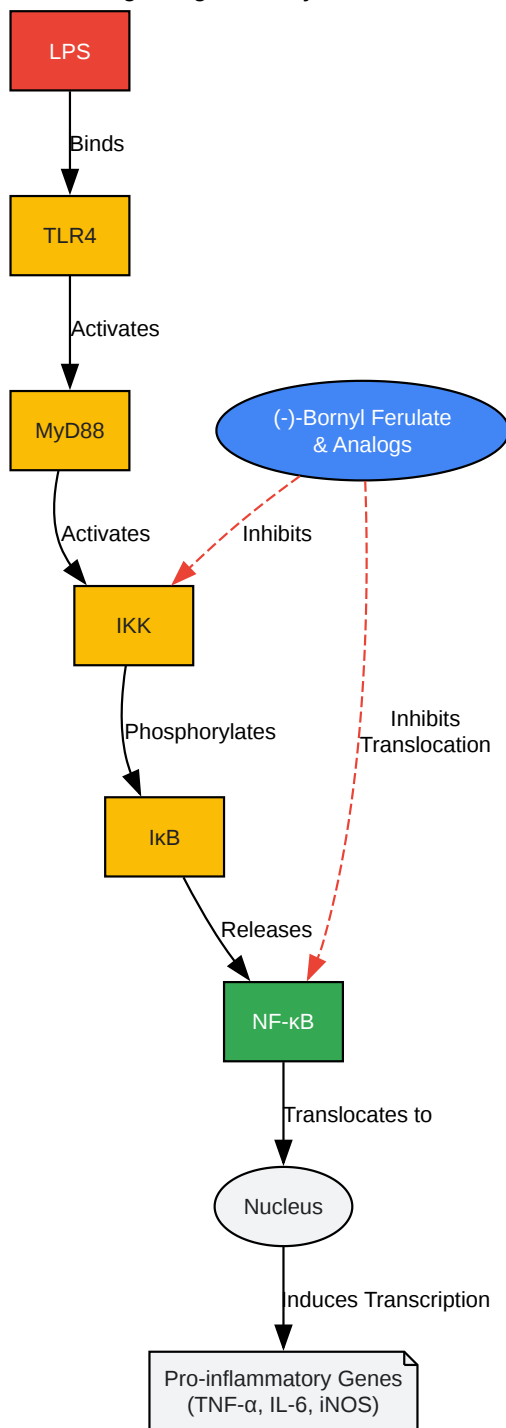 LPS
Binds
TLR4
Activates
MyD88
(-)-Bornyl Ferulate
& Analogs
Activates
Inhibits
IKK
Phosphorylates
Inhibits
Translocation
IκB
Releases
NF-κB
Translocates to
Nucleus
Induces Transcription
Pro-inflammatory Genes
(TNF-α, IL-6, iNOS)